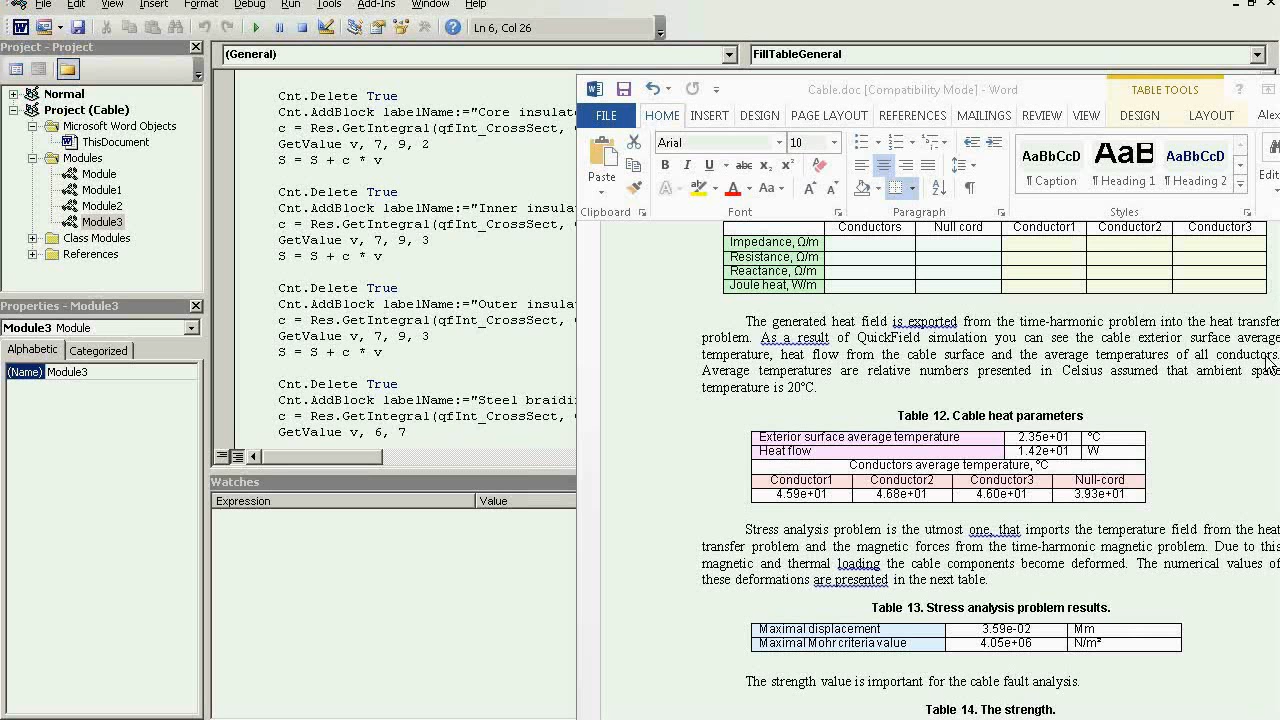 File Edit View Insert Format Debug Run Tools Add-Ins Window Help
Ln 6, Col 26
Project - Project
Normal
Project (Cable)
Microsoft Word Objects
ThisDocument
Modules
Module
Module1
Module2
Module3
Class Modules
References
Properties - Module3
Module3 Module
Alphabetic Categorized
(Name) Module3
(General) FillTableGeneral
Cnt.Delete True
Cnt.AddBlock labelName:="Core insulat
c = Res.GetIntegral(qfInt_CrossSect,
GetValue v, 7, 9, 2
S = S + c * v
Cnt.Delete True
Cnt.AddBlock labelName:="Inner insula
c = Res.GetIntegral(qfInt_CrossSect,
GetValue v, 7, 9, 3
S = S + c * v
Cnt.Delete True
Cnt.AddBlock labelName:="Outer insula
c = Res.GetIntegral(qfInt_CrossSect,
GetValue v, 7, 9, 3
S = S + c * v
Cnt.Delete True
Cnt.AddBlock labelName:="Steel braidi
c = Res.GetIntegral(qfInt_CrossSect,
GetValue v, 6, 7
Watches
Expression Value
Cable.doc [Compatibility Mode] - Word
TABLE TOOLS
FILE HOME INSERT DESIGN PAGE LAYOUT REFERENCES MAILINGS REVIEW VIEW DESIGN LAYOUT Alex
Paste
Arial 10
B I U abc x₂ x²
A ab A Aa A A
AaBbCcD AaB AaBbCcD
¶ Caption ¶ Heading 1 ¶ Heading 2
Editi
Clipboard Font Paragraph Styles
Conductors Null cord Conductor1 Conductor2 Conductor3
Impedance, Ω/m
Resistance, Ω/m
Reactance, Ω/m
Joule heat, W/m
The generated heat field is exported from the time-harmonic problem into the heat transfer
problem. As a result of QuickField simulation you can see the cable exterior surface average
temperature, heat flow from the cable surface and the average temperatures of all conductors.
Average temperatures are relative numbers presented in Celsius assumed that ambient space
temperature is 20°C.
Table 12. Cable heat parameters
Exterior surface average temperature 2.35e+01 °C
Heat flow 1.42e+01 W
Conductors average temperature, °C
Conductor1 Conductor2 Conductor3 Null-cord
4.59e+01 4.68e+01 4.60e+01 3.93e+01
Stress analysis problem is the utmost one, that imports the temperature field from the heat
transfer problem and the magnetic forces from the time-harmonic magnetic problem. Due to this
magnetic and thermal loading the cable components become deformed. The numerical values of
these deformations are presented in the next table.
Table 13. Stress analysis problem results.
Maximal displacement 3.59e-02 Mm
Maximal Mohr criteria value 4.05e+06 N/m²
The strength value is important for the cable fault analysis.
Table 14. The strength.